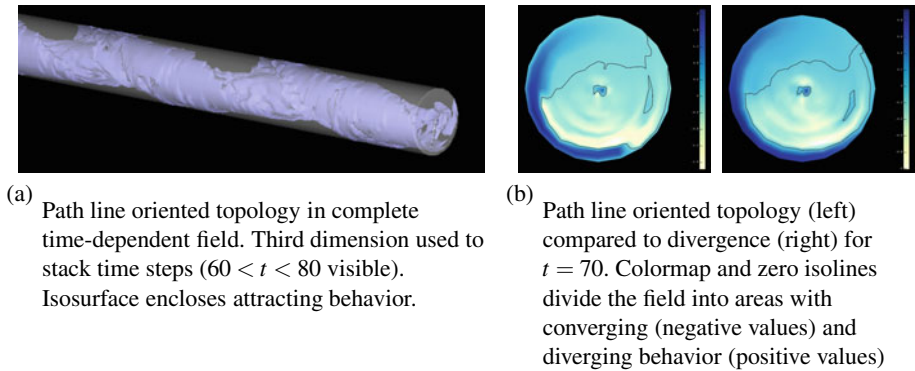 (a)
Path line oriented topology in complete
time-dependent field. Third dimension used to
stack time steps (60 < t < 80 visible).
Isosurface encloses attracting behavior.
(b)
Path line oriented topology (left)
compared to divergence (right) for
t = 70. Colormap and zero isolines
divide the field into areas with
converging (negative values) and
diverging behavior (positive values)